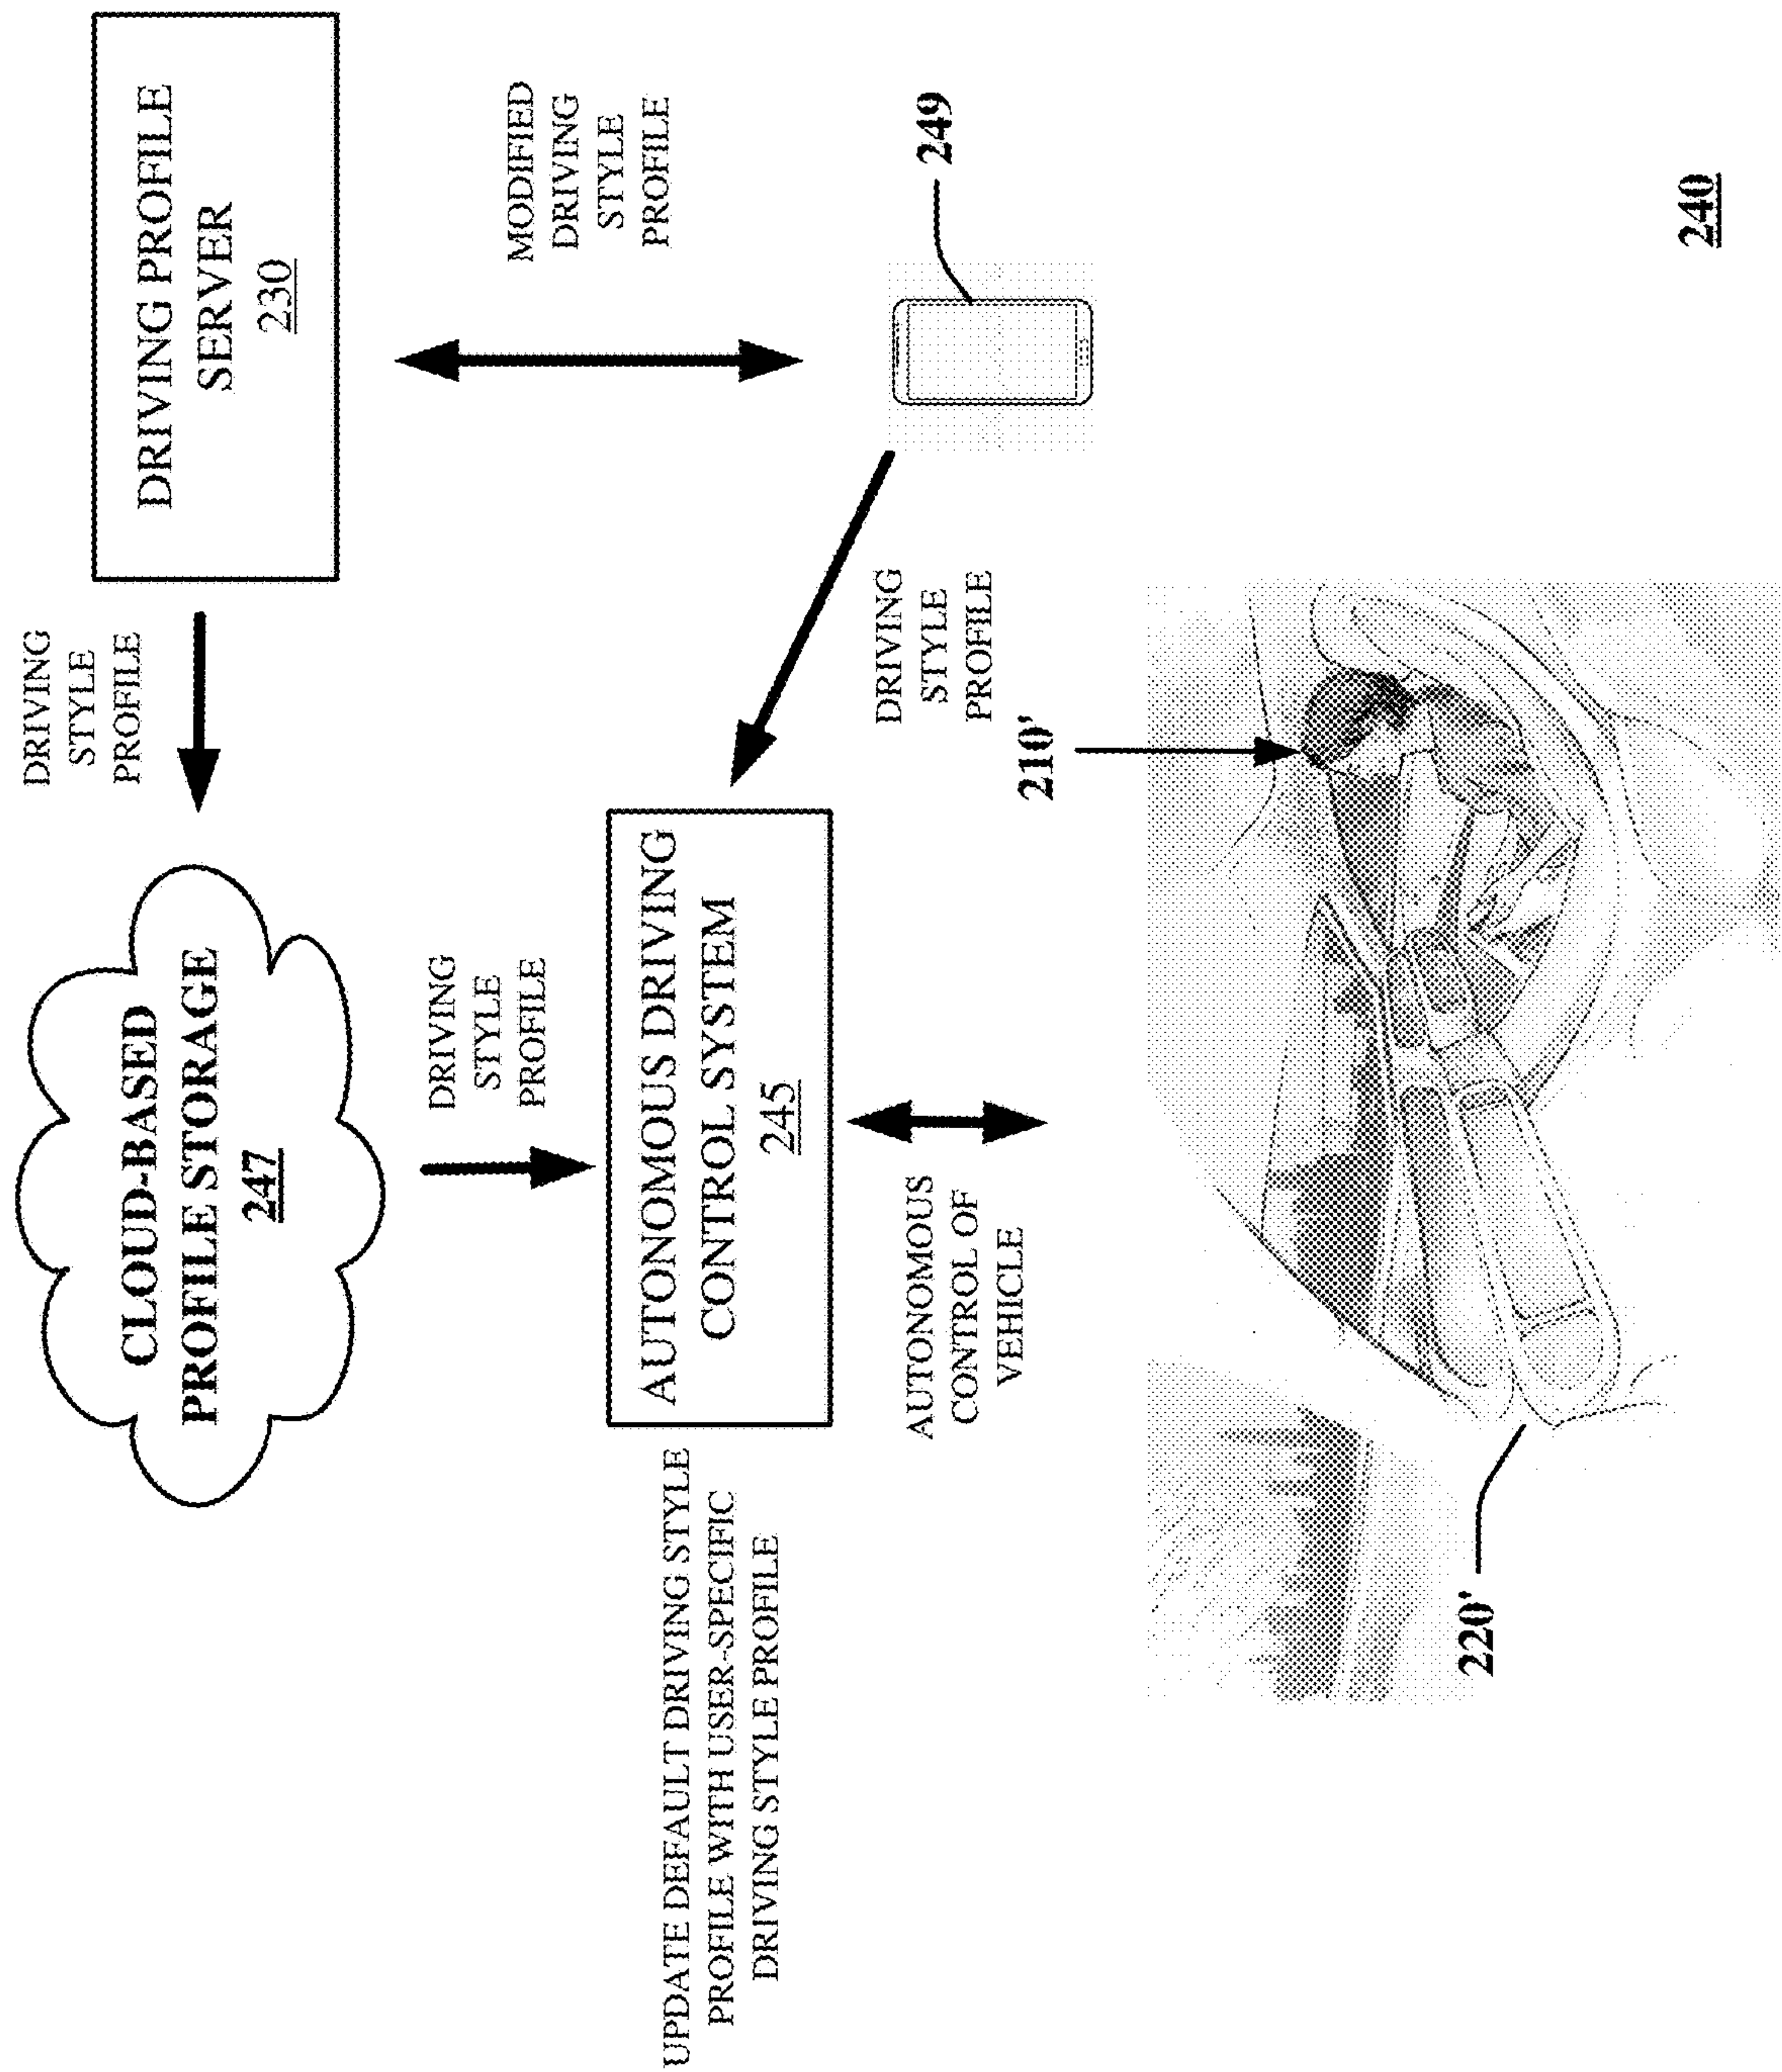 DRIVING PROFILE
SERVER
230
DRIVING
STYLE
PROFILE
CLOUD-BASED
PROFILE STORAGE
247
MODIFIED
DRIVING
STYLE
PROFILE
249
DRIVING
STYLE
PROFILE
DRIVING
STYLE
PROFILE
AUTONOMOUS DRIVING
CONTROL SYSTEM
245
UPDATE DEFAULT DRIVING STYLE
PROFILE WITH USER-SPECIFIC
DRIVING STYLE PROFILE
AUTONOMOUS
CONTROL OF
VEHICLE
210'
220'
240